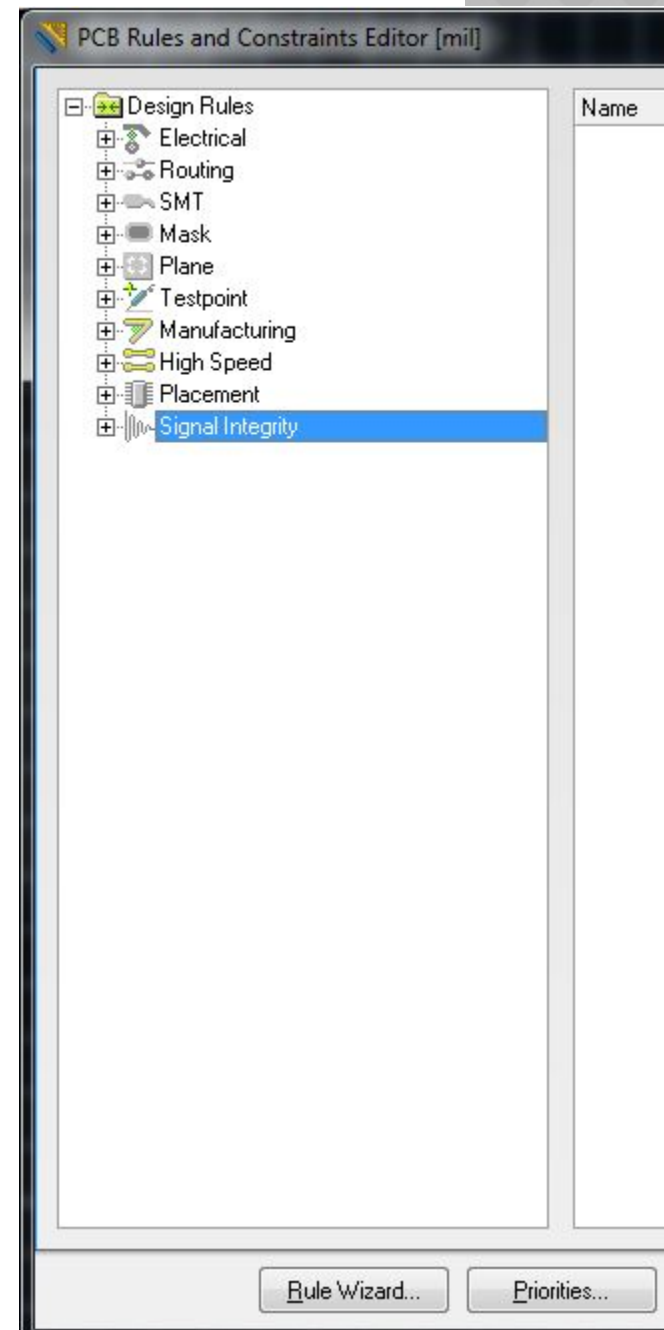 PCB Rules and Constraints Editor [mil]
Design Rules
Name
Electrical
Routing
SMT
Mask
Plane
Testpoint
Manufacturing
High Speed
Placement
Signal Integrity
Rule Wizard...
Priorities...